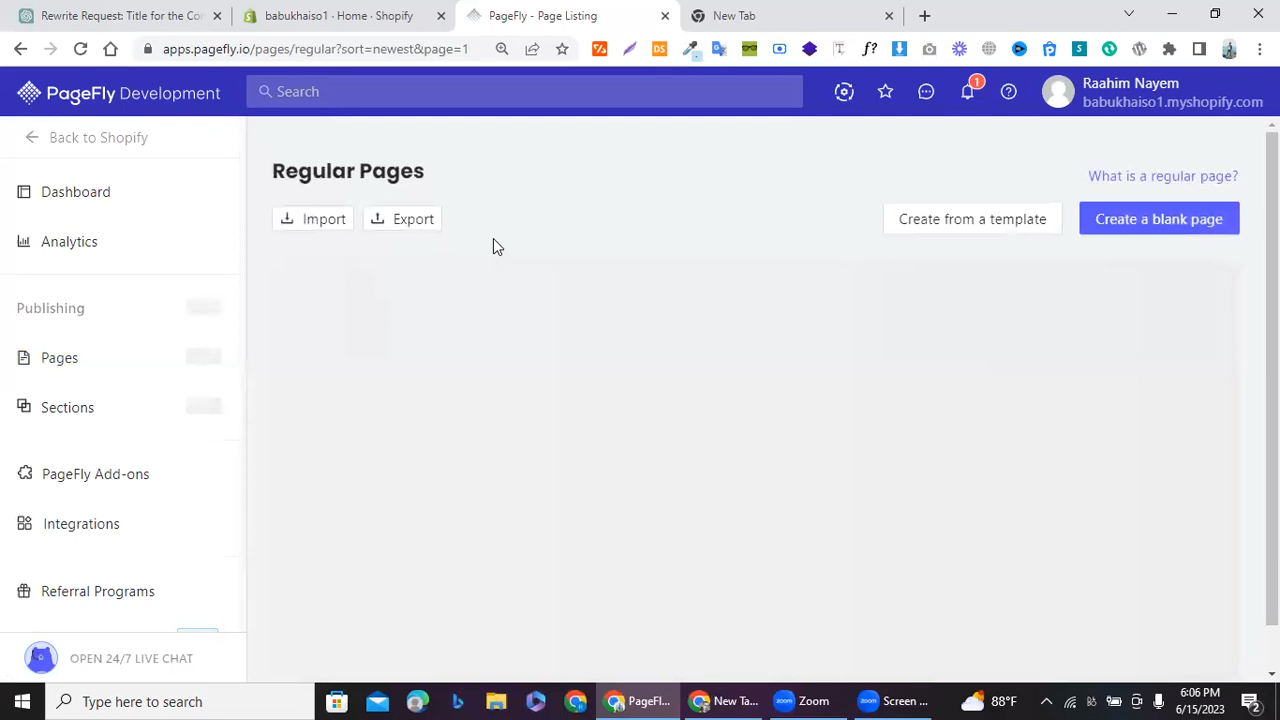 Rewrite Request: Title for the Con
babukhaiso1 · Home · Shopify
PageFly - Page Listing
New Tab
apps.pagefly.io/pages/regular?sort=newest&page=1
PageFly Development
Search
1
Raahim Nayem
babukhaiso1.myshopify.com
Back to Shopify
Dashboard
Analytics
Publishing
Pages
Sections
PageFly Add-ons
Integrations
Referral Programs
OPEN 24/7 LIVE CHAT
Regular Pages
What is a regular page?
Import
Export
Create from a template
Create a blank page
Type here to search
PageFl...
New Ta...
Zoom
Screen ...
88°F
6:06 PM
6/15/2023
2